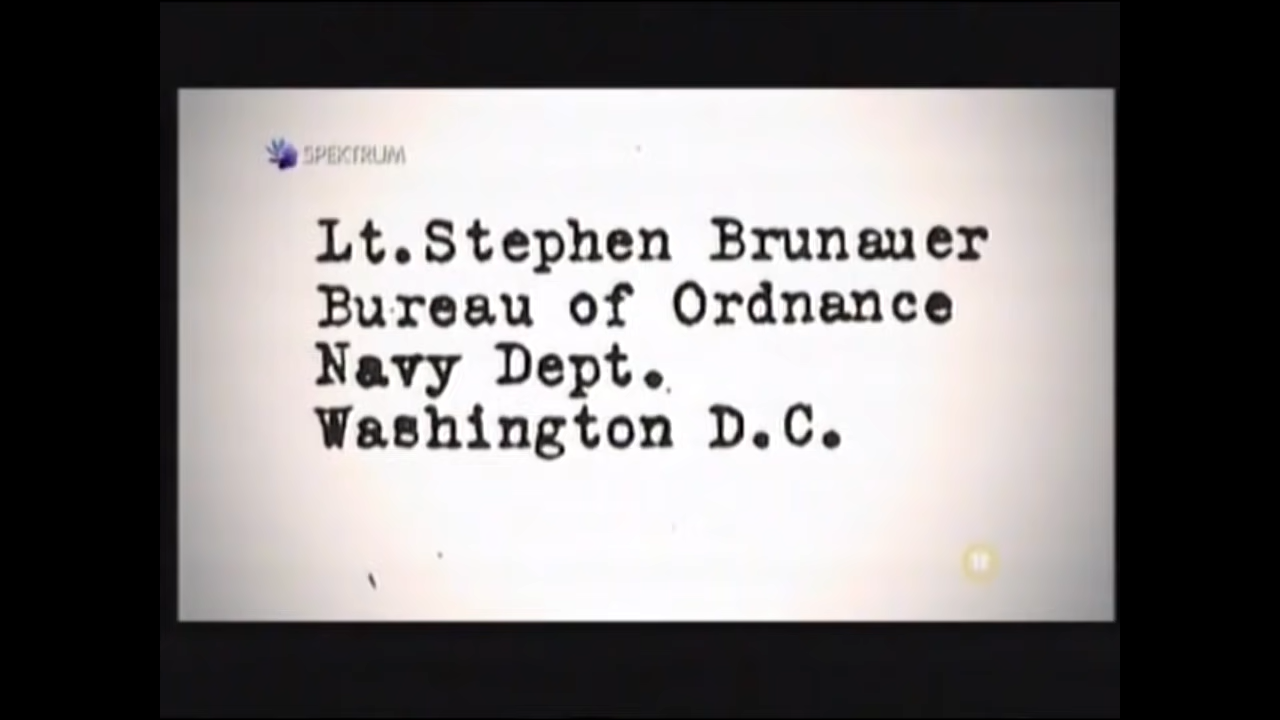 SPEKTRUM
Lt.Stephen Brunauer
Bureau of Ordnance
Navy Dept.
Washington D.C.